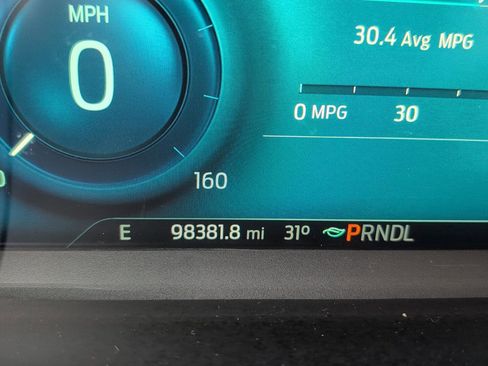 MPH
0
30.4 Avg MPG
0 MPG 30
160
E 98381.8 mi 31° PRNDL